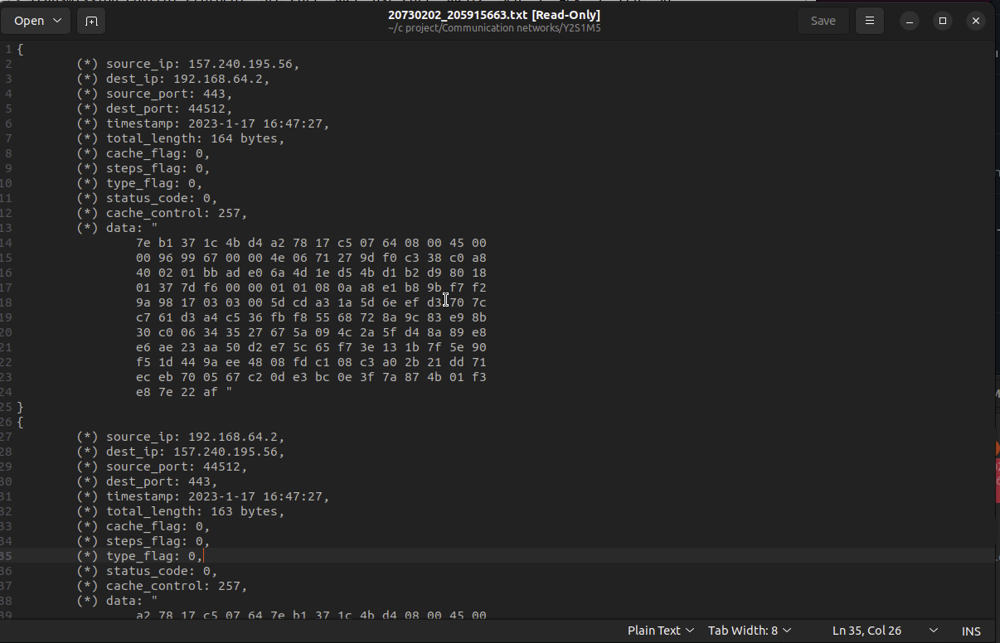 Open
20730202_205915663.txt [Read-Only]
~/c project/Communication networks/Y2S1M5
Save
1 {
2 (*) source_ip: 157.240.195.56,
3 (*) dest_ip: 192.168.64.2,
4 (*) source_port: 443,
5 (*) dest_port: 44512,
6 (*) timestamp: 2023-1-17 16:47:27,
7 (*) total_length: 164 bytes,
8 (*) cache_flag: 0,
9 (*) steps_flag: 0,
10 (*) type_flag: 0,
11 (*) status_code: 0,
12 (*) cache_control: 257,
13 (*) data: "
14 7e b1 37 1c 4b d4 a2 78 17 c5 07 64 08 00 45 00
15 00 96 99 67 00 00 4e 06 71 27 9d f0 c3 38 c0 a8
16 40 02 01 bb ad e0 6a 4d 1e d5 4b d1 b2 d9 80 18
17 01 37 7d f6 00 00 01 01 08 0a a8 e1 b8 9b f7 f2
18 9a 98 17 03 03 00 5d cd a3 1a 5d 6e ef d3 70 7c
19 c7 61 d3 a4 c5 36 fb f8 55 68 72 8a 9c 83 e9 8b
20 30 c0 06 34 35 27 67 5a 09 4c 2a 5f d4 8a 89 e8
21 e6 ae 23 aa 50 d2 e7 5c 65 f7 3e 13 1b 7f 5e 90
22 f5 1d 44 9a ee 48 08 fd c1 08 c3 a0 2b 21 dd 71
23 ec eb 70 05 67 c2 0d e3 bc 0e 3f 7a 87 4b 01 f3
24 e8 7e 22 af "
25 }
26 {
27 (*) source_ip: 192.168.64.2,
28 (*) dest_ip: 157.240.195.56,
29 (*) source_port: 44512,
30 (*) dest_port: 443,
31 (*) timestamp: 2023-1-17 16:47:27,
32 (*) total_length: 163 bytes,
33 (*) cache_flag: 0,
34 (*) steps_flag: 0,
35 (*) type_flag: 0,
36 (*) status_code: 0,
37 (*) cache_control: 257,
38 (*) data: "
39 a2 78 17 c5 07 64 7e b1 37 1c 4b d4 08 00 45 00
Plain Text
Tab Width: 8
Ln 35, Col 26
INS